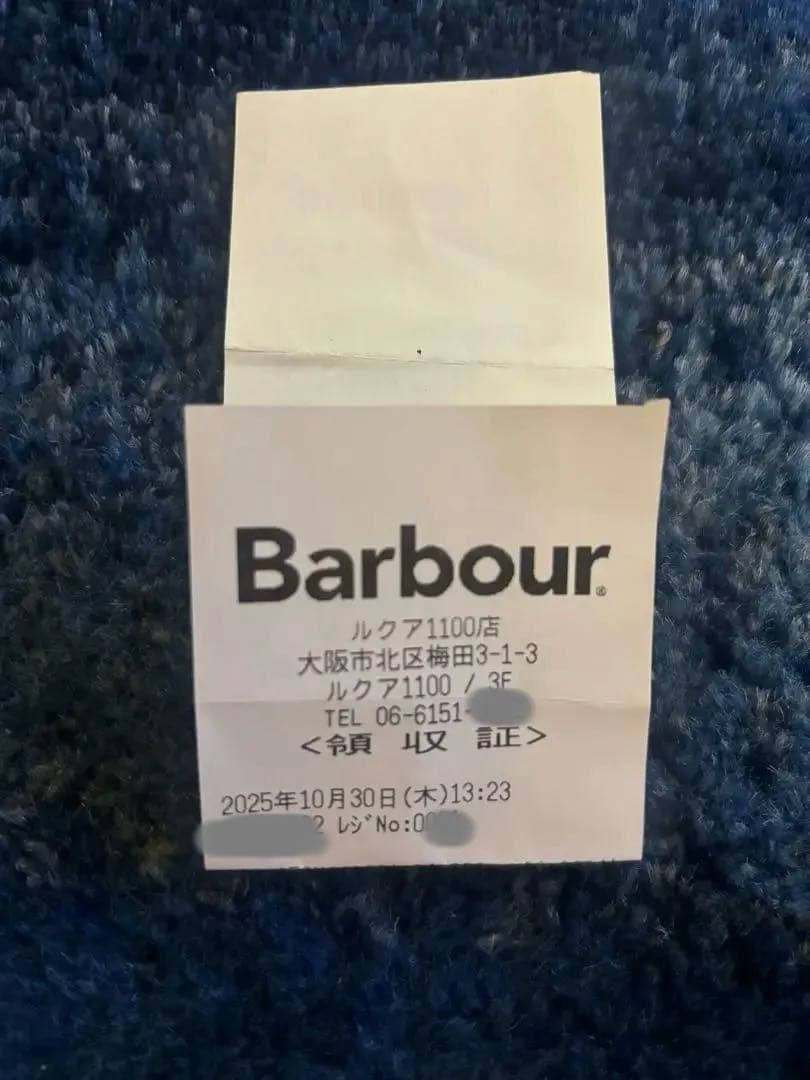 Barbour®
ルクア1100店
大阪市北区梅田3-1-3
ルクア1100 / 3F
TEL 06-6151-
<領 収 証>
2025年10月30日(木)13:23
2 ﾚｼﾞNo:0